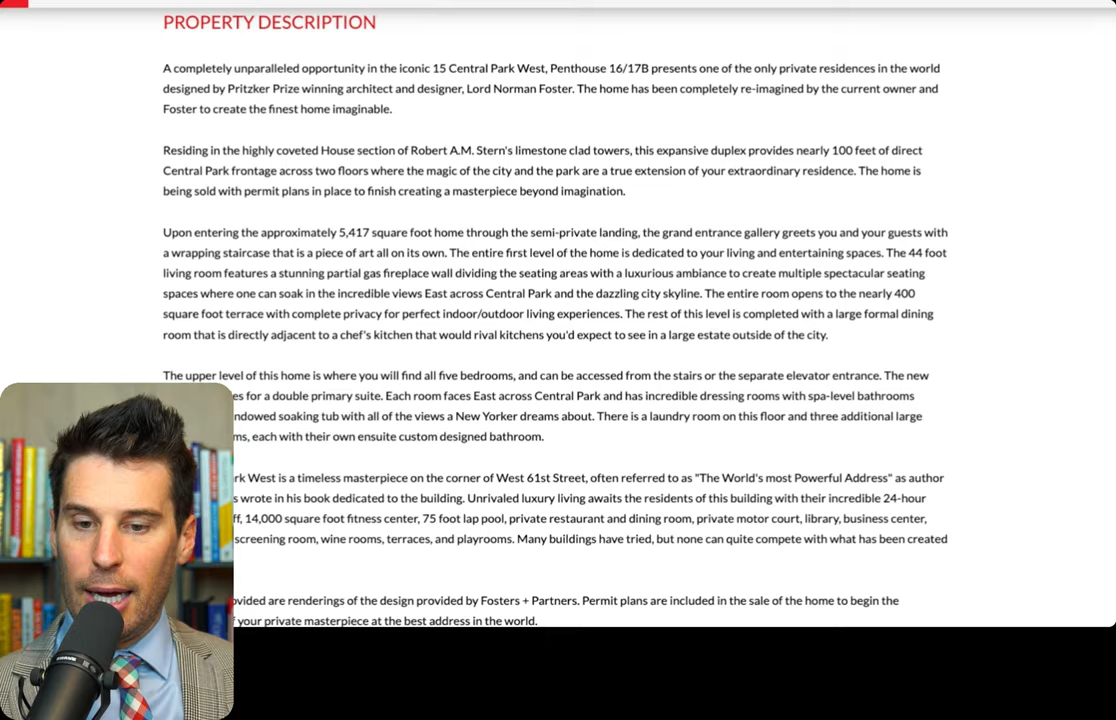 PROPERTY DESCRIPTION
A completely unparalleled opportunity in the iconic 15 Central Park West, Penthouse 16/17B presents one of the only private residences in the world
designed by Pritzker Prize winning architect and designer, Lord Norman Foster. The home has been completely re-imagined by the current owner and
Foster to create the finest home imaginable.
Residing in the highly coveted House section of Robert A.M. Stern's limestone clad towers, this expansive duplex provides nearly 100 feet of direct
Central Park frontage across two floors where the magic of the city and the park are a true extension of your extraordinary residence. The home is
being sold with permit plans in place to finish creating a masterpiece beyond imagination.
Upon entering the approximately 5,417 square foot home through the semi-private landing, the grand entrance gallery greets you and your guests with
a wrapping staircase that is a piece of art all on its own. The entire first level of the home is dedicated to your living and entertaining spaces. The 44 foot
living room features a stunning partial gas fireplace wall dividing the seating areas with a luxurious ambiance to create multiple spectacular seating
spaces where one can soak in the incredible views East across Central Park and the dazzling city skyline. The entire room opens to the nearly 400
square foot terrace with complete privacy for perfect indoor/outdoor living experiences. The rest of this level is completed with a large formal dining
room that is directly adjacent to a chef's kitchen that would rival kitchens you'd expect to see in a large estate outside of the city.
The upper level of this home is where you will find all five bedrooms, and can be accessed from the stairs or the separate elevator entrance. The new
es for a double primary suite. Each room faces East across Central Park and has incredible dressing rooms with spa-level bathrooms
ndowed soaking tub with all of the views a New Yorker dreams about. There is a laundry room on this floor and three additional large
ms, each with their own ensuite custom designed bathroom.
rk West is a timeless masterpiece on the corner of West 61st Street, often referred to as "The World's most Powerful Address" as author
s wrote in his book dedicated to the building. Unrivaled luxury living awaits the residents of this building with their incredible 24-hour
ff, 14,000 square foot fitness center, 75 foot lap pool, private restaurant and dining room, private motor court, library, business center,
screening room, wine rooms, terraces, and playrooms. Many buildings have tried, but none can quite compete with what has been created
ovided are renderings of the design provided by Fosters + Partners. Permit plans are included in the sale of the home to begin the
your private masterpiece at the best address in the world.